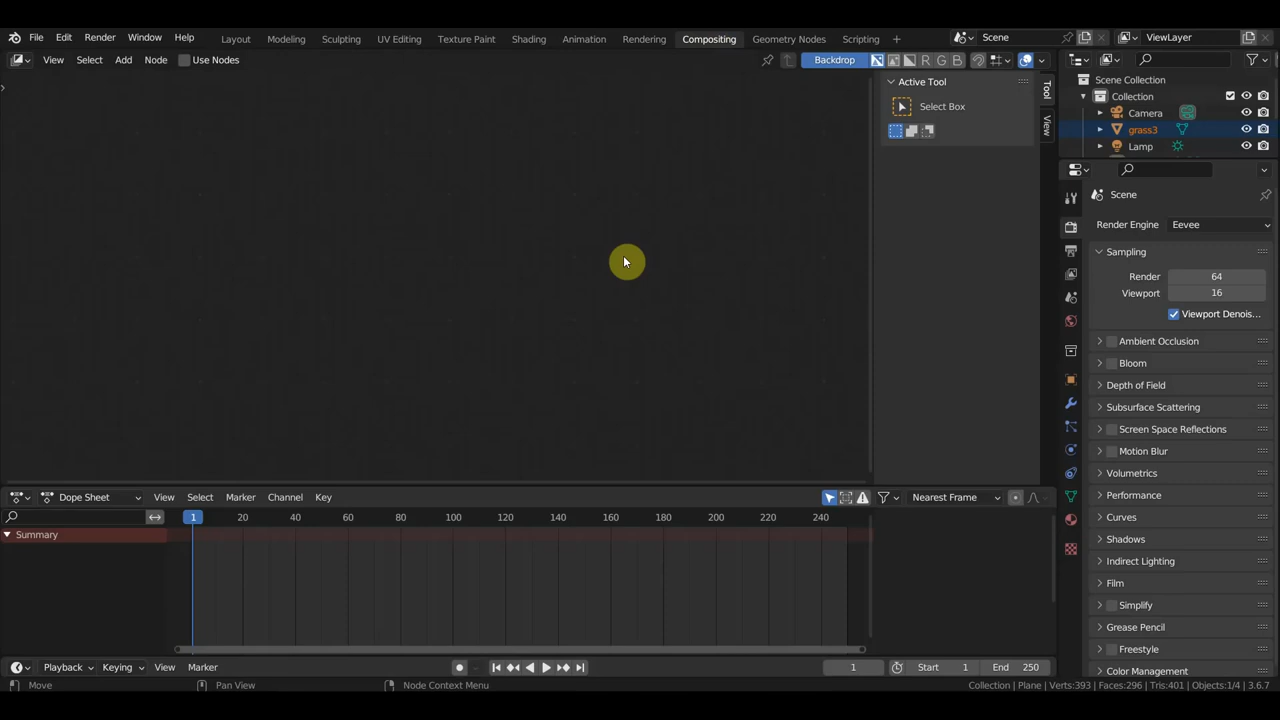 File Edit Render Window Help Layout Modeling Sculpting UV Editing Texture Paint Shading Animation Rendering Compositing Geometry Nodes Scripting Scene ViewLayer
View Select Add Node Use Nodes Backdrop R G B
Active Tool
Select Box
Tool
View
Scene Collection
Collection
Camera
grass3
Lamp
Scene
Render Engine Eevee
Sampling
Render 64
Viewport 16
Viewport Denois...
Ambient Occlusion
Bloom
Depth of Field
Subsurface Scattering
Screen Space Reflections
Motion Blur
Volumetrics
Performance
Curves
Shadows
Indirect Lighting
Film
Simplify
Grease Pencil
Freestyle
Color Management
Dope Sheet View Select Marker Channel Key Nearest Frame
1 20 40 60 80 100 120 140 160 180 200 220 240
Summary
Playback Keying View Marker 1 Start 1 End 250
Move Pan View Node Context Menu Collection | Plane | Verts:393 | Faces:296 | Tris:401 | Objects:1/4 | 3.6.7